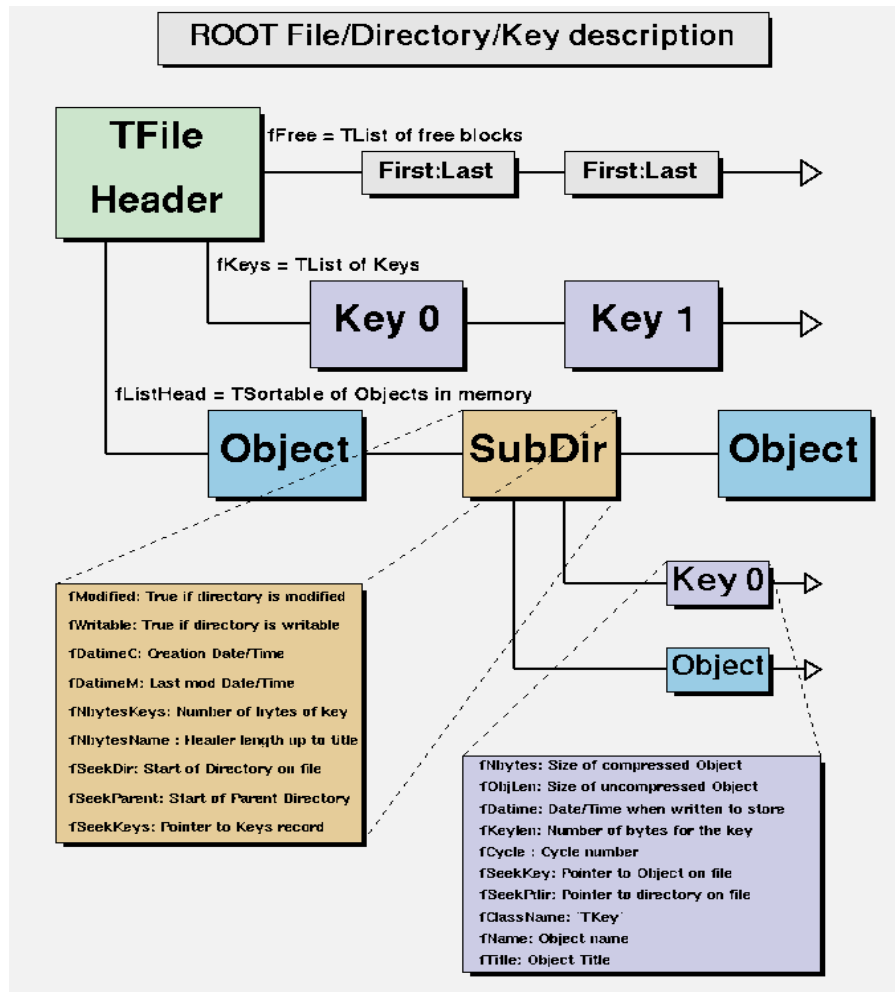 ROOT File/Directory/Key description
TFile
Header
fFree = TList of free blocks
First:Last
First:Last
fKeys = TList of Keys
Key 0
Key 1
fListHead = TSortable of Objects in memory
Object
SubDir
Object
Key 0
Object
fModified: True if directory is modified
fWritable: True if directory is writable
fDatimeC: Creation Date/Time
fDatimeM: Last mod Date/Time
fNbytesKeys: Number of bytes of key
fNbytesName : Header length up to title
fSeekDir: Start of Directory on file
fSeekParent: Start of Parent Directory
fSeekKeys: Pointer to Keys record
fNbytes: Size of compressed Object
fObjLen: Size of uncompressed Object
fDatime: Date/Time when written to store
fKeylen: Number of bytes for the key
fCycle : Cycle number
fSeekKey: Pointer to Object on file
fSeekPdir: Pointer to directory on file
fClassName: 'TKey'
fName: Object name
fTitle: Object Title